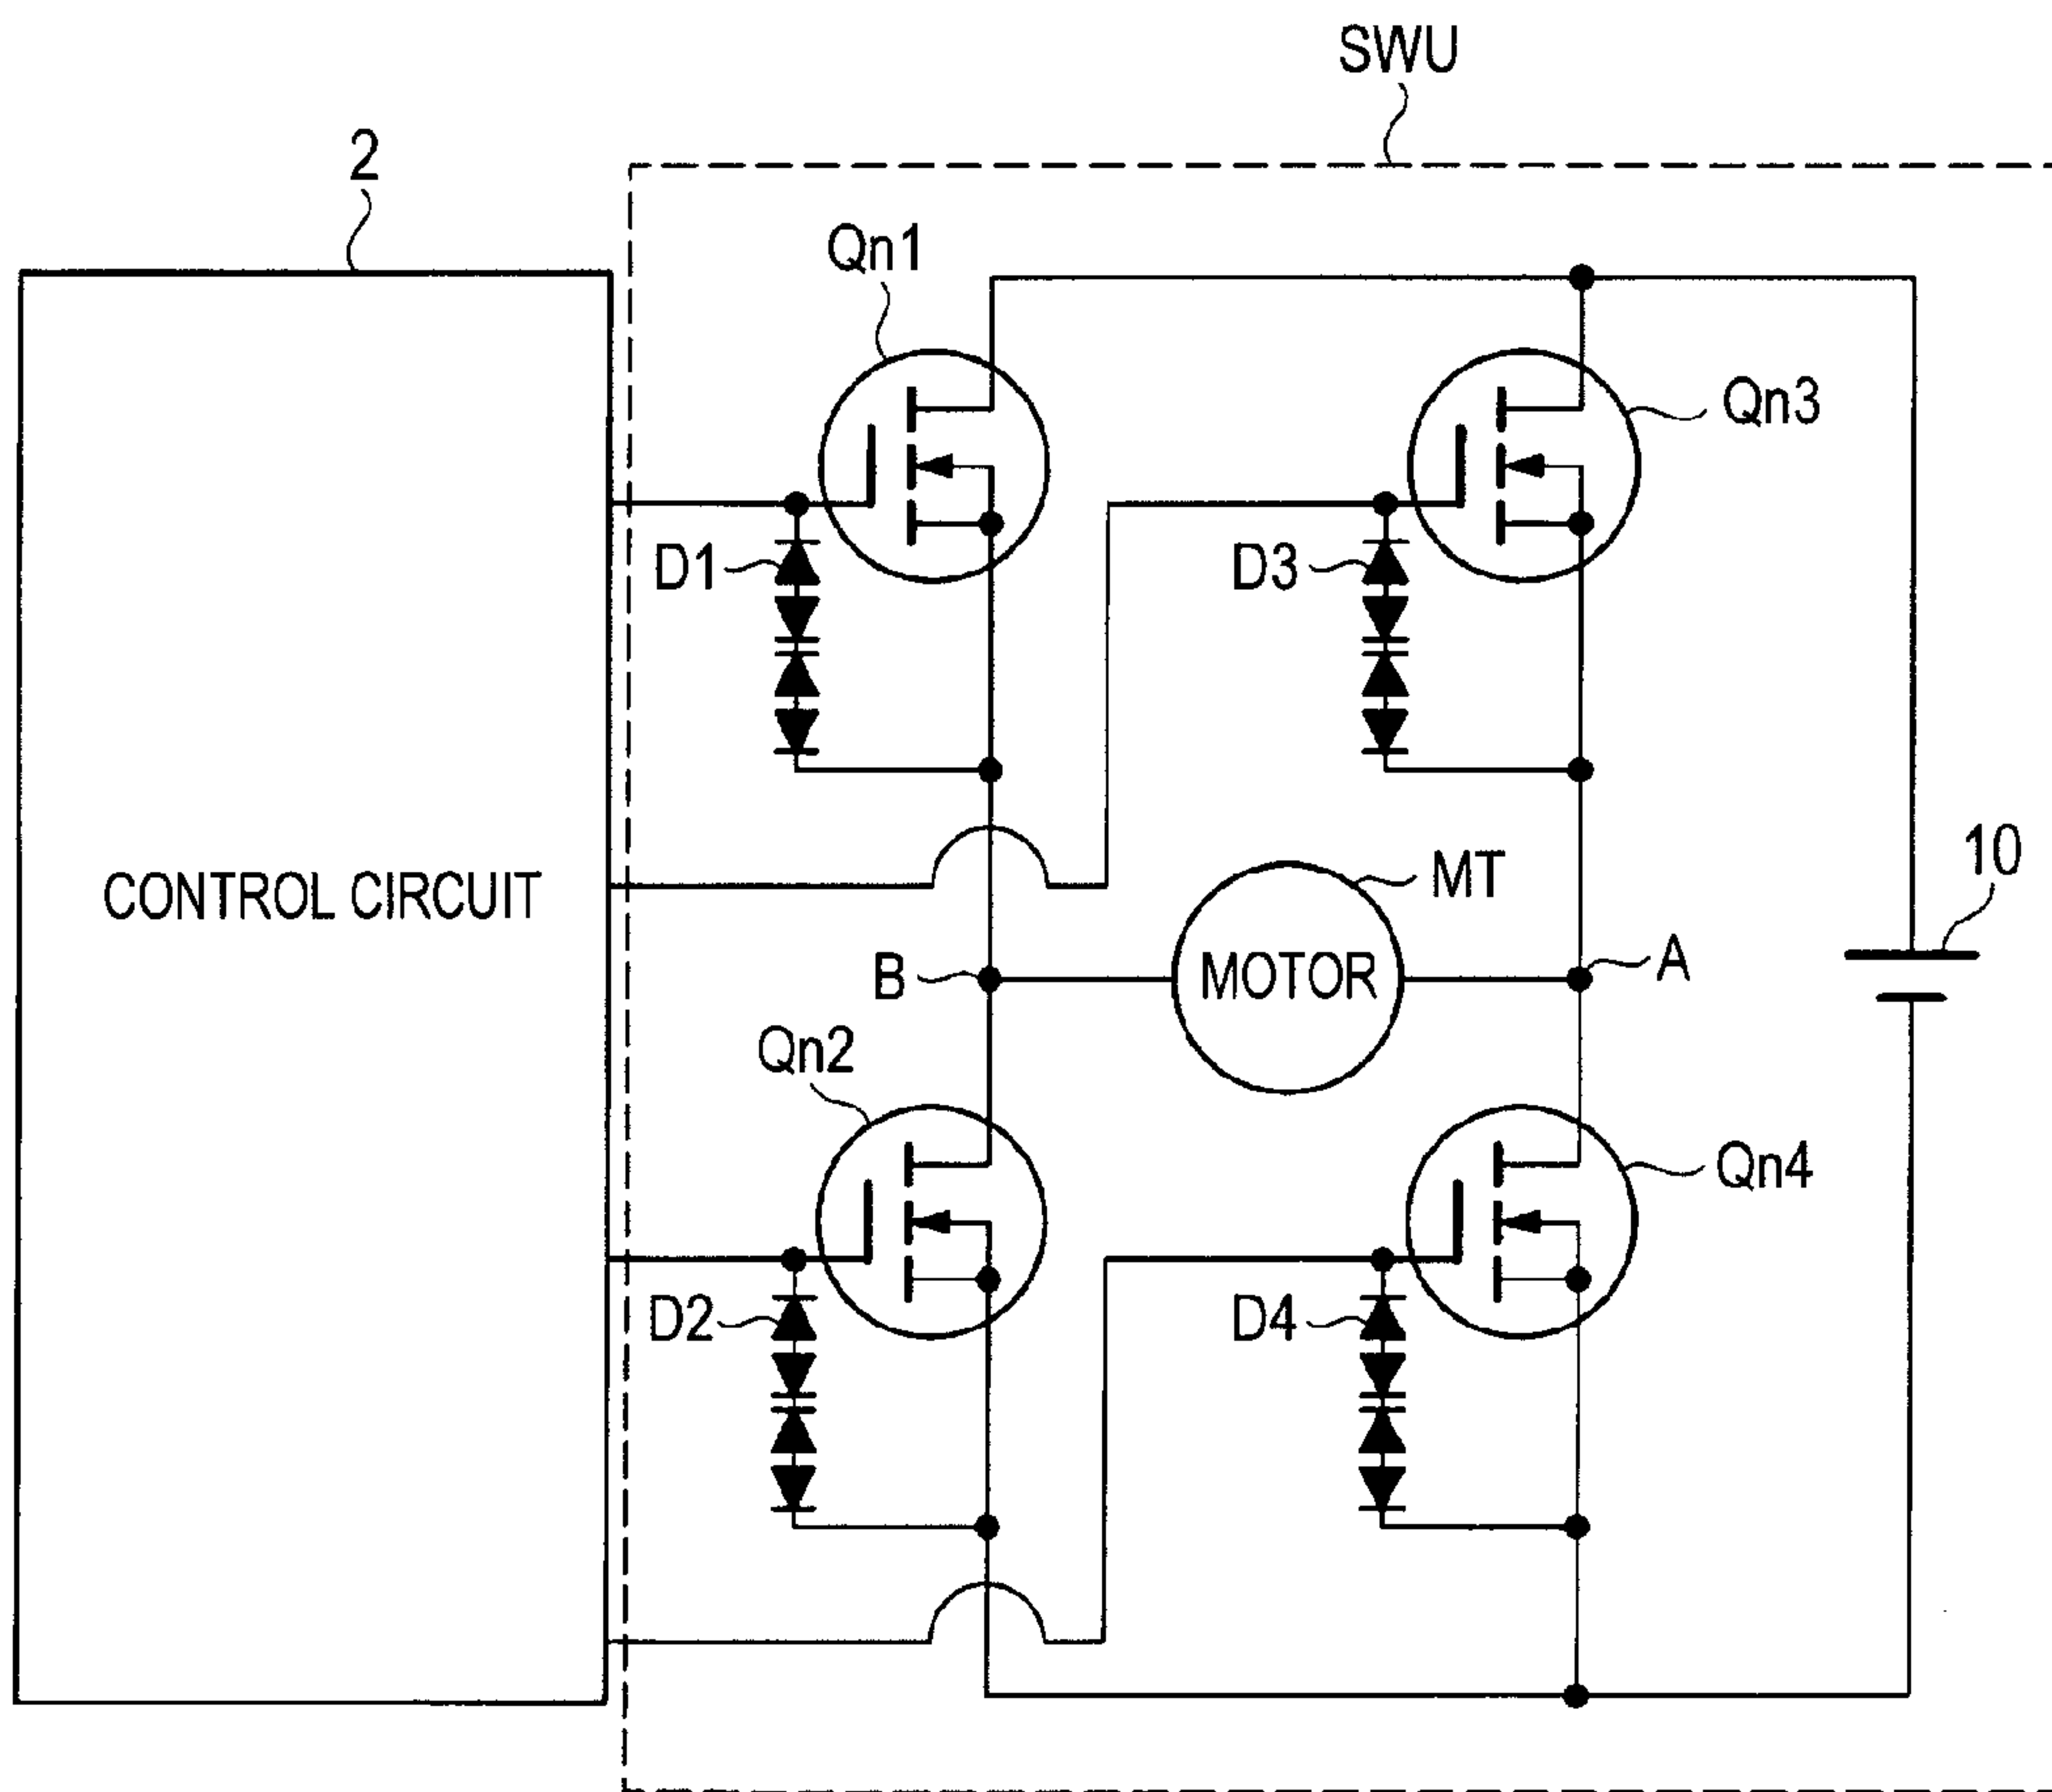 SWU
2
Qn1
Qn3
D1
D3
MT
10
CONTROL CIRCUIT
B
MOTOR
A
Qn2
Qn4
D2
D4